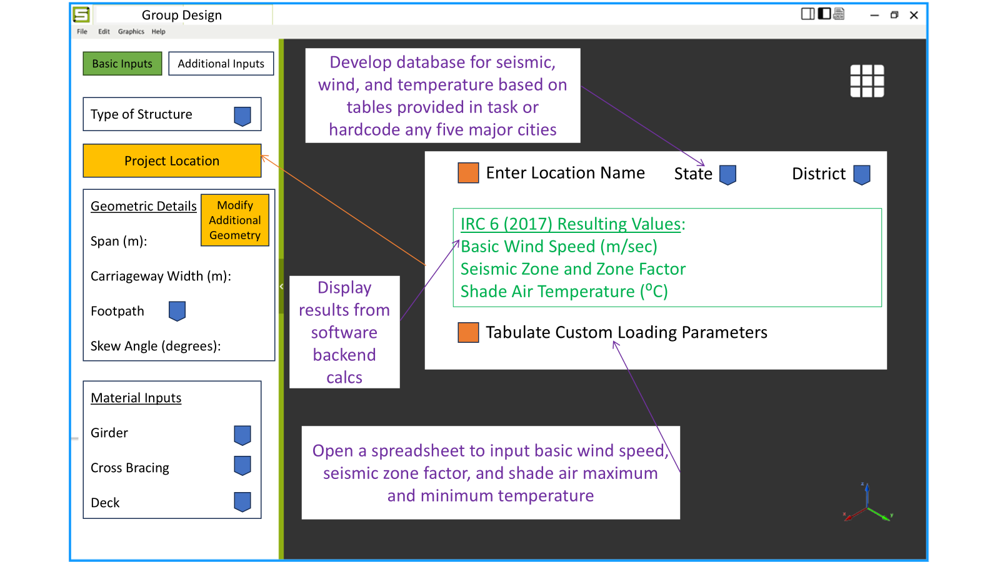 Group Design
File Edit Graphics Help
Basic Inputs
Additional Inputs
Type of Structure
Project Location
Geometric Details
Modify
Additional
Geometry
Span (m):
Carriageway Width (m):
Footpath
Skew Angle (degrees):
Material Inputs
Girder
Cross Bracing
Deck
Develop database for seismic,
wind, and temperature based on
tables provided in task or
hardcode any five major cities
Enter Location Name
State
District
IRC 6 (2017) Resulting Values:
Basic Wind Speed (m/sec)
Seismic Zone and Zone Factor
Shade Air Temperature (⁰C)
Tabulate Custom Loading Parameters
Display
results from
software
backend
calcs
Open a spreadsheet to input basic wind speed,
seismic zone factor, and shade air maximum
and minimum temperature
z
x
y